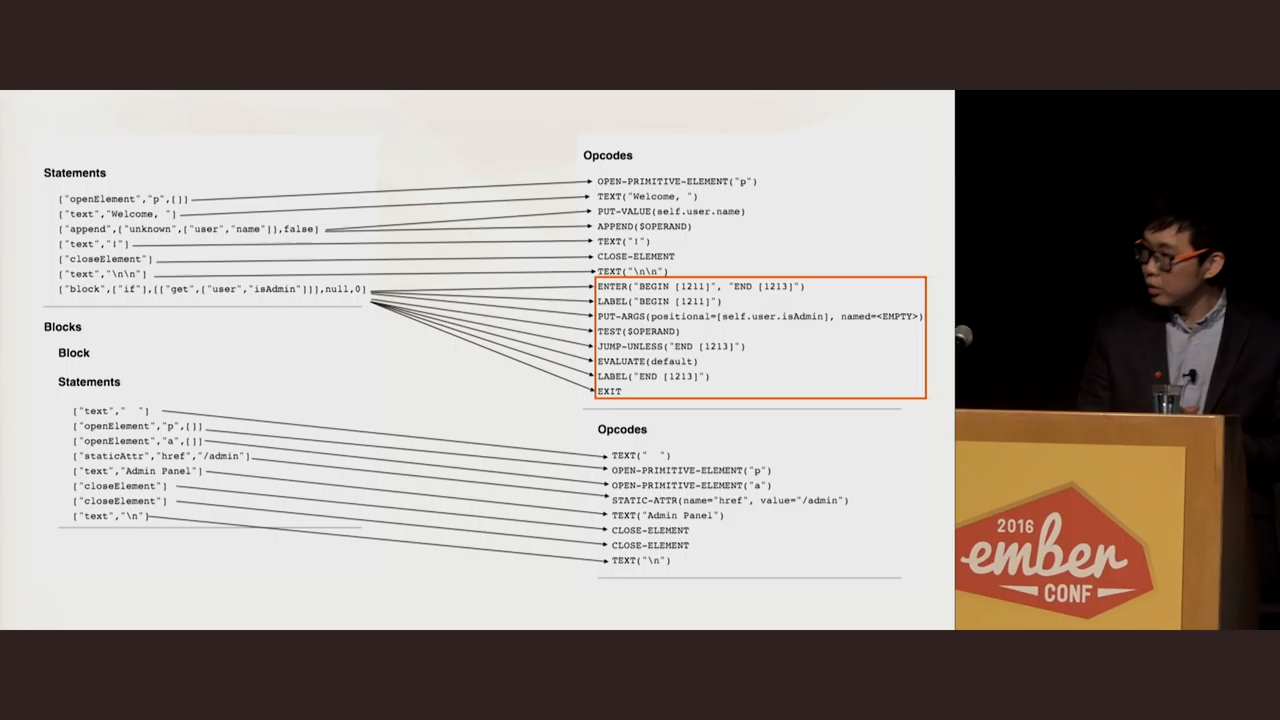 Statements
["openElement","p",[]]
["text","Welcome, "]
["append",["unknown",["user","name"]],false]
["text","!"]
["closeElement"]
["text","\n\n"]
["block",["if"],[["get",["user","isAdmin"]]],null,0]
Blocks
Block
Statements
["text","  "]
["openElement","p",[]]
["openElement","a",[]]
["staticAttr","href","/admin"]
["text","Admin Panel"]
["closeElement"]
["closeElement"]
["text","\n"]
Opcodes
OPEN-PRIMITIVE-ELEMENT("p")
TEXT("Welcome, ")
PUT-VALUE(self.user.name)
APPEND($OPERAND)
TEXT("!")
CLOSE-ELEMENT
TEXT("\n\n")
ENTER("BEGIN [1211]", "END [1213]")
LABEL("BEGIN [1211]")
PUT-ARGS(positional=[self.user.isAdmin], named=<EMPTY>)
TEST($OPERAND)
JUMP-UNLESS("END [1213]")
EVALUATE(default)
LABEL("END [1213]")
EXIT
Opcodes
TEXT("  ")
OPEN-PRIMITIVE-ELEMENT("p")
OPEN-PRIMITIVE-ELEMENT("a")
STATIC-ATTR(name="href", value="/admin")
TEXT("Admin Panel")
CLOSE-ELEMENT
CLOSE-ELEMENT
TEXT("\n")
2016
ember
CONF